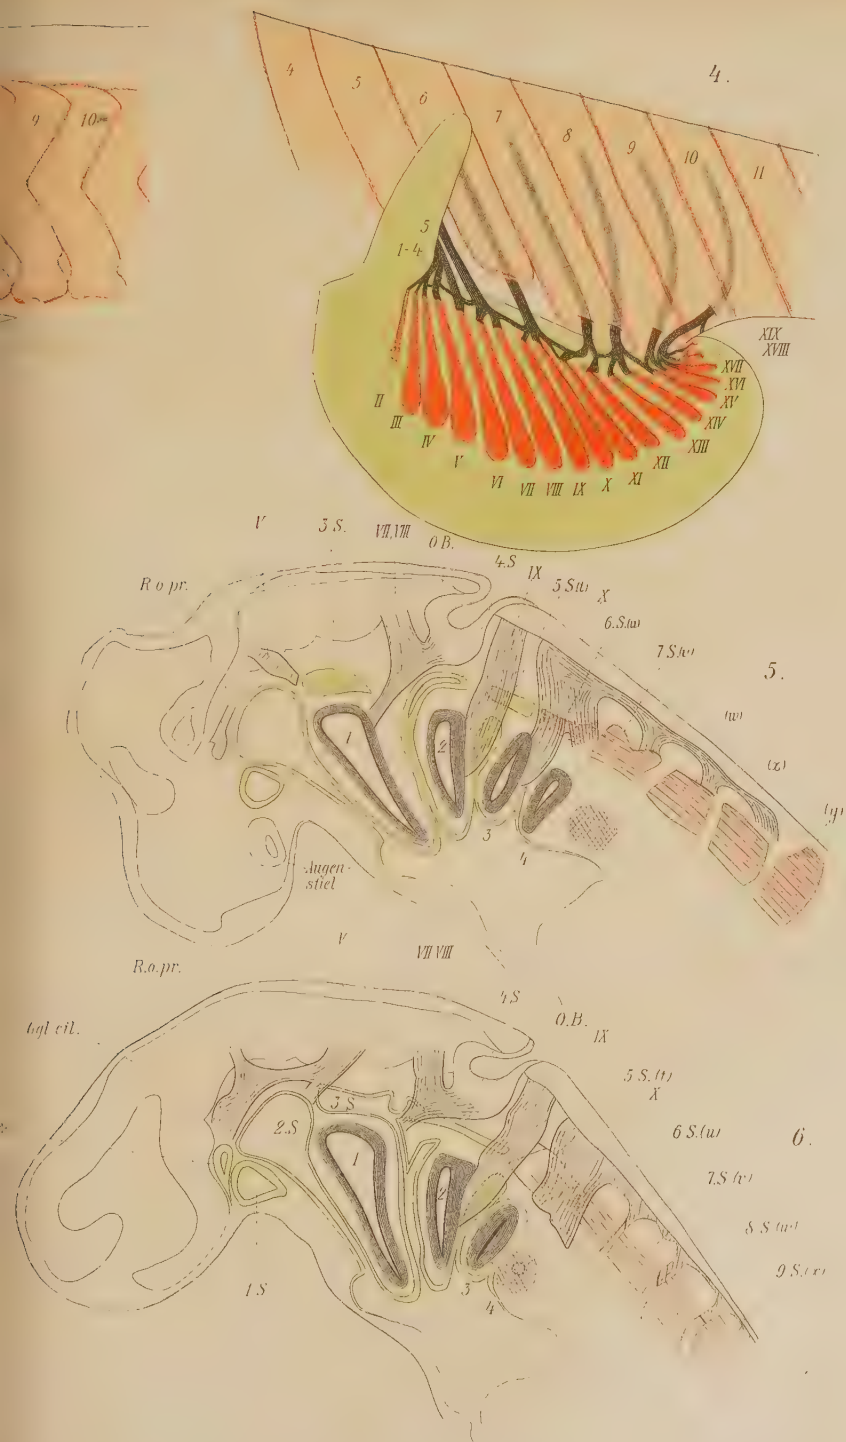 4.
4
5
6
7
8
9
10
11
9
10
5
1-4
XIX
XVIII
XVII
XVI
XV
XIV
XIII
XII
XI
X
IX
VIII
VII
VI
V
IV
III
II
V
3 S.
VII, VIII
O B.
4.S
IX
5 S(t)
X
6.S.(u)
7 S(v)
5.
(w)
(x)
(y)
R o pr.
1
2
3
4
Augen-
stiel
V
VII VIII
R.o.pr.
4 S
O.B.
IX
Ggl cil.
5 S.(t)
X
6 S.(u)
6.
7.S (v)
8 S (w)
9 S.(x)
3 S
2.S
1
2
3
4
1 S